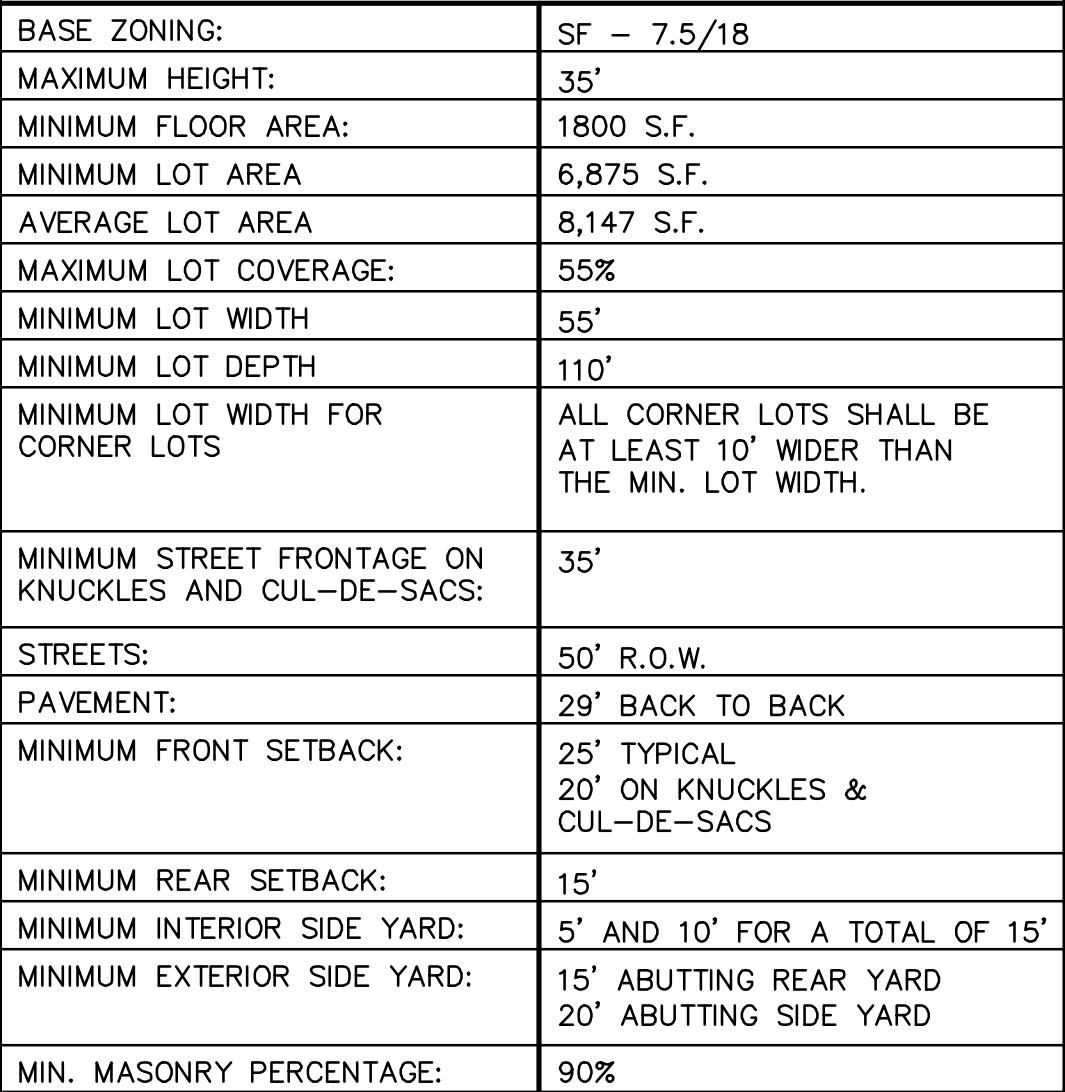 BASE ZONING: SF – 7.5/18
MAXIMUM HEIGHT: 35'
MINIMUM FLOOR AREA: 1800 S.F.
MINIMUM LOT AREA 6,875 S.F.
AVERAGE LOT AREA 8,147 S.F.
MAXIMUM LOT COVERAGE: 55%
MINIMUM LOT WIDTH 55'
MINIMUM LOT DEPTH 110'
MINIMUM LOT WIDTH FOR
CORNER LOTS
ALL CORNER LOTS SHALL BE
AT LEAST 10' WIDER THAN
THE MIN. LOT WIDTH.
MINIMUM STREET FRONTAGE ON
KNUCKLES AND CUL–DE–SACS:
35'
STREETS: 50' R.O.W.
PAVEMENT: 29' BACK TO BACK
MINIMUM FRONT SETBACK:
25' TYPICAL
20' ON KNUCKLES &
CUL–DE–SACS
MINIMUM REAR SETBACK: 15'
MINIMUM INTERIOR SIDE YARD: 5' AND 10' FOR A TOTAL OF 15'
MINIMUM EXTERIOR SIDE YARD:
15' ABUTTING REAR YARD
20' ABUTTING SIDE YARD
MIN. MASONRY PERCENTAGE: 90%